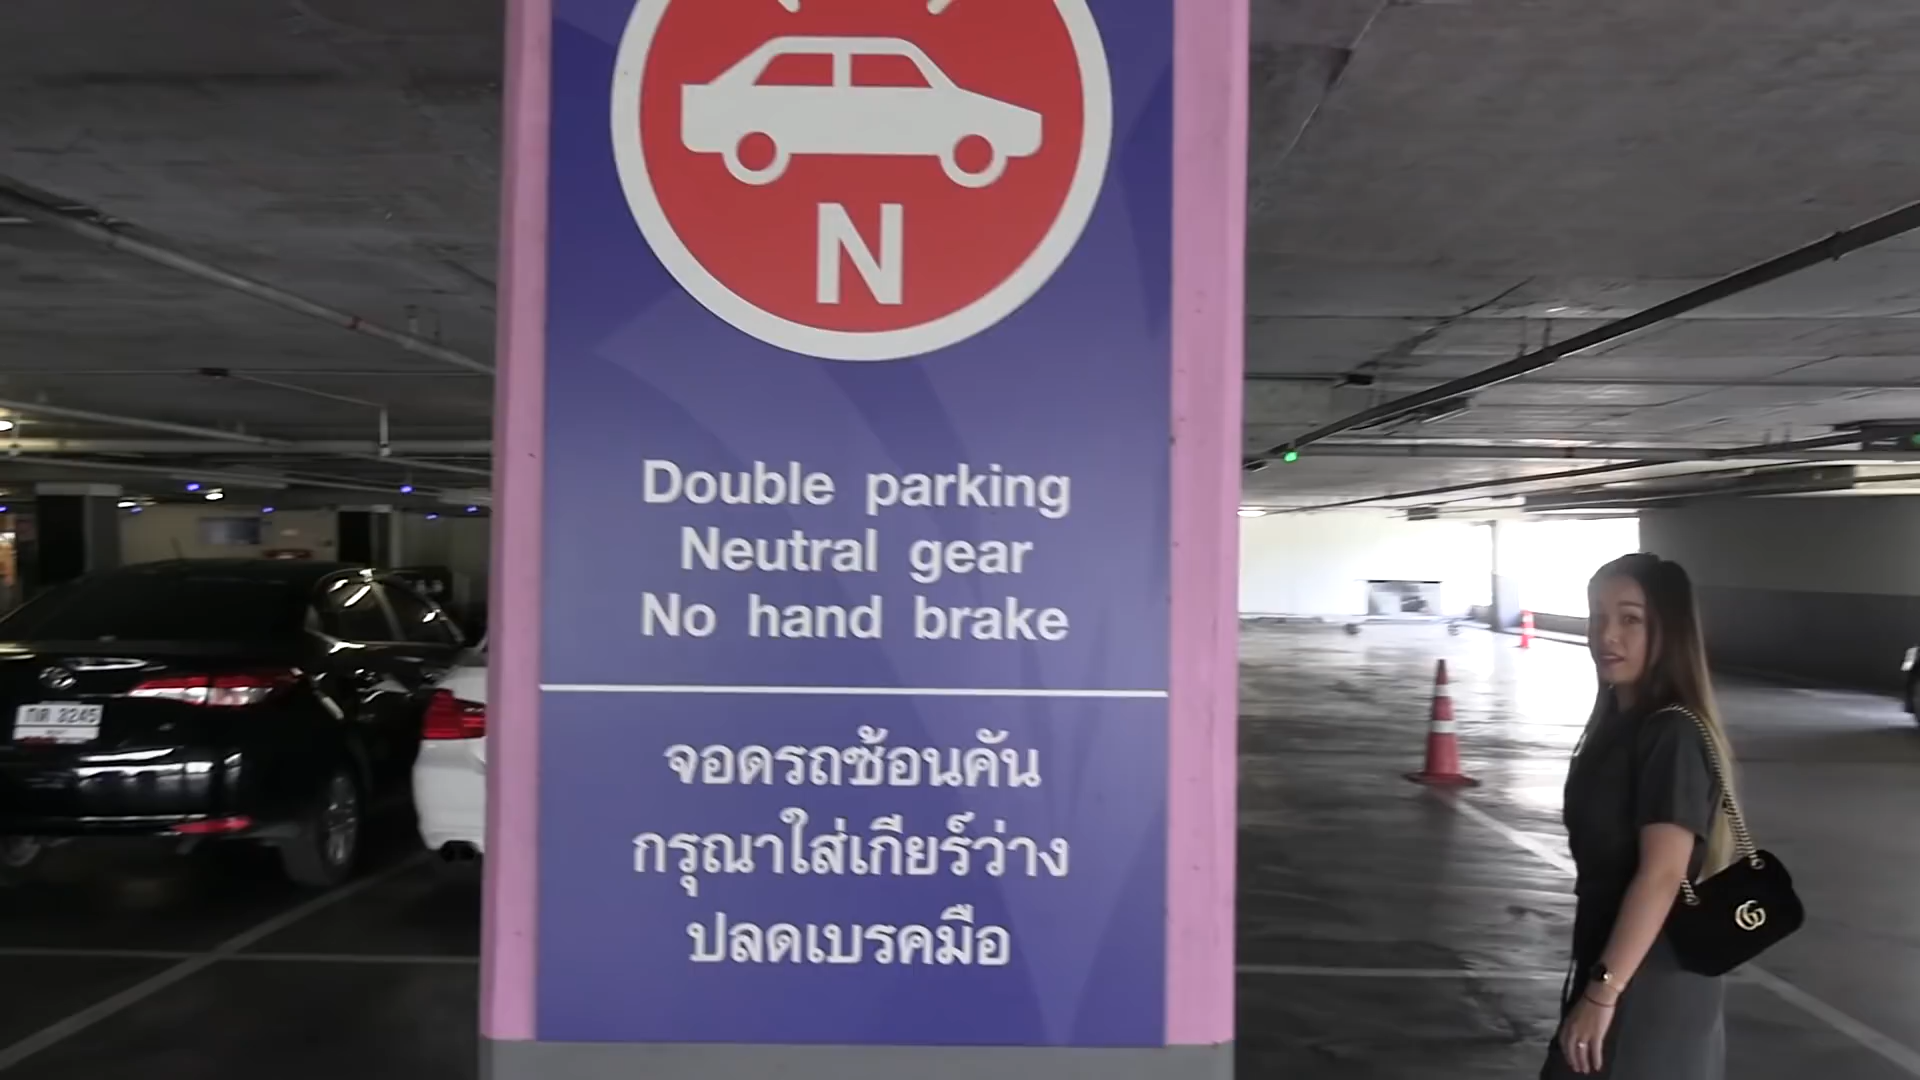 N
Double parking
Neutral gear
No hand brake
จอดรถซ้อนคัน
กรุณาใส่เกียร์ว่าง
ปลดเบรคมือ
3245